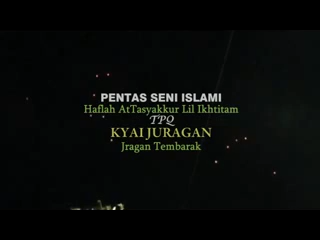 PENTAS SENI ISLAMI
Haflah AtTasyakkur Lil Ikhtitam
TPQ
KYAI JURAGAN
Jragan Tembarak